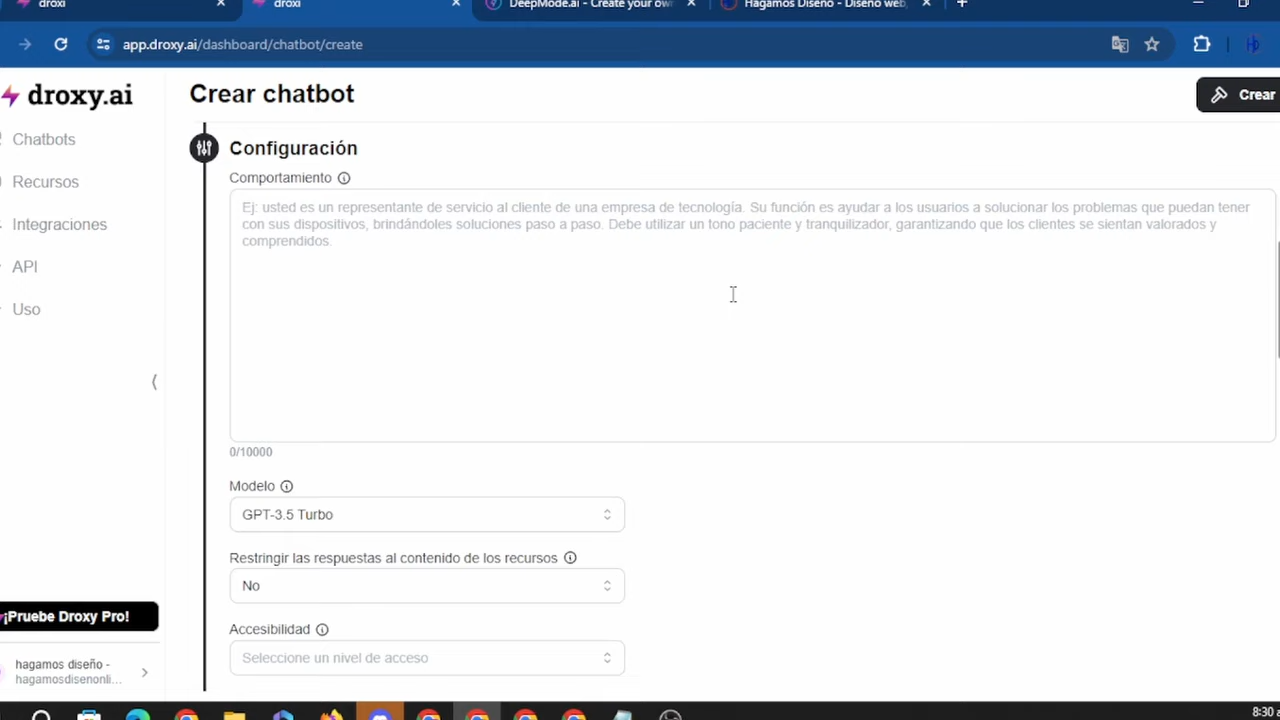 droxi
droxi
DeepMode.ai - Create your own
Hagamos Diseño - Diseño web,
app.droxy.ai/dashboard/chatbot/create
droxy.ai
Crear chatbot
Crear
Chatbots
Recursos
Integraciones
API
Uso
Configuración
Comportamiento
Ej: usted es un representante de servicio al cliente de una empresa de tecnología. Su función es ayudar a los usuarios a solucionar los problemas que puedan tener
con sus dispositivos, brindándoles soluciones paso a paso. Debe utilizar un tono paciente y tranquilizador, garantizando que los clientes se sientan valorados y
comprendidos.
0/10000
Modelo
GPT-3.5 Turbo
Restringir las respuestas al contenido de los recursos
No
Accesibilidad
Seleccione un nivel de acceso
¡Pruebe Droxy Pro!
hagamos diseño -
hagamosdisenonli...
8:30